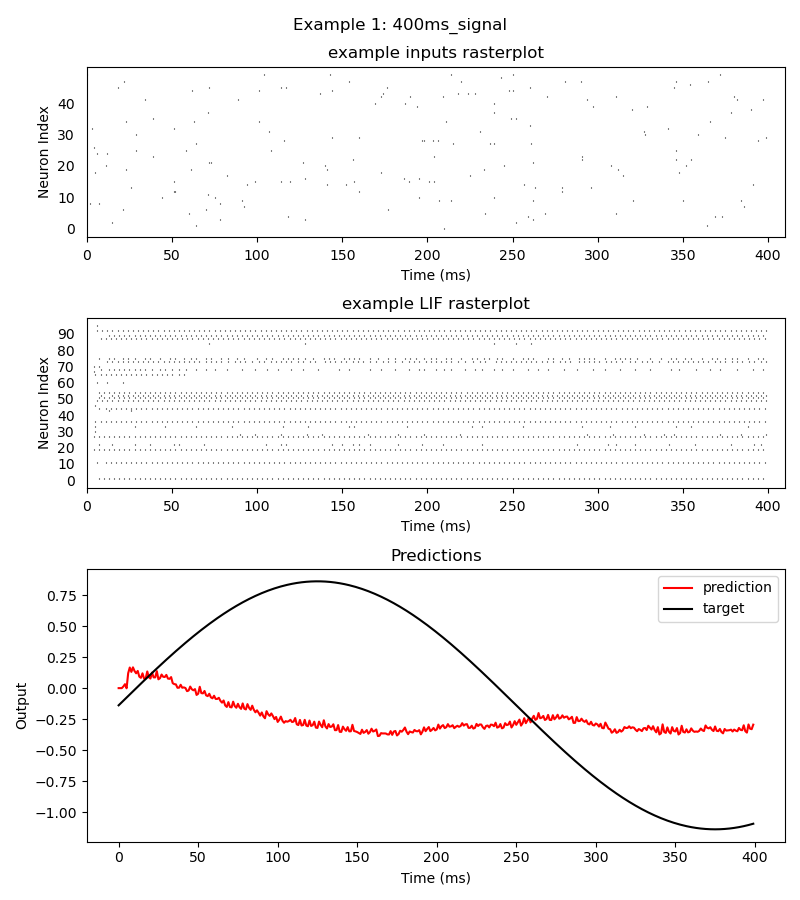 Example 1: 400ms_signal
example inputs rasterplot
Neuron Index
40
30
20
10
0
0 50 100 150 200 250 300 350 400
Time (ms)
example LIF rasterplot
Neuron Index
90
80
70
60
50
40
30
20
10
0
0 50 100 150 200 250 300 350 400
Time (ms)
Predictions
Output
0.75
0.50
0.25
0.00
−0.25
−0.50
−0.75
−1.00
prediction
target
0 50 100 150 200 250 300 350 400
Time (ms)